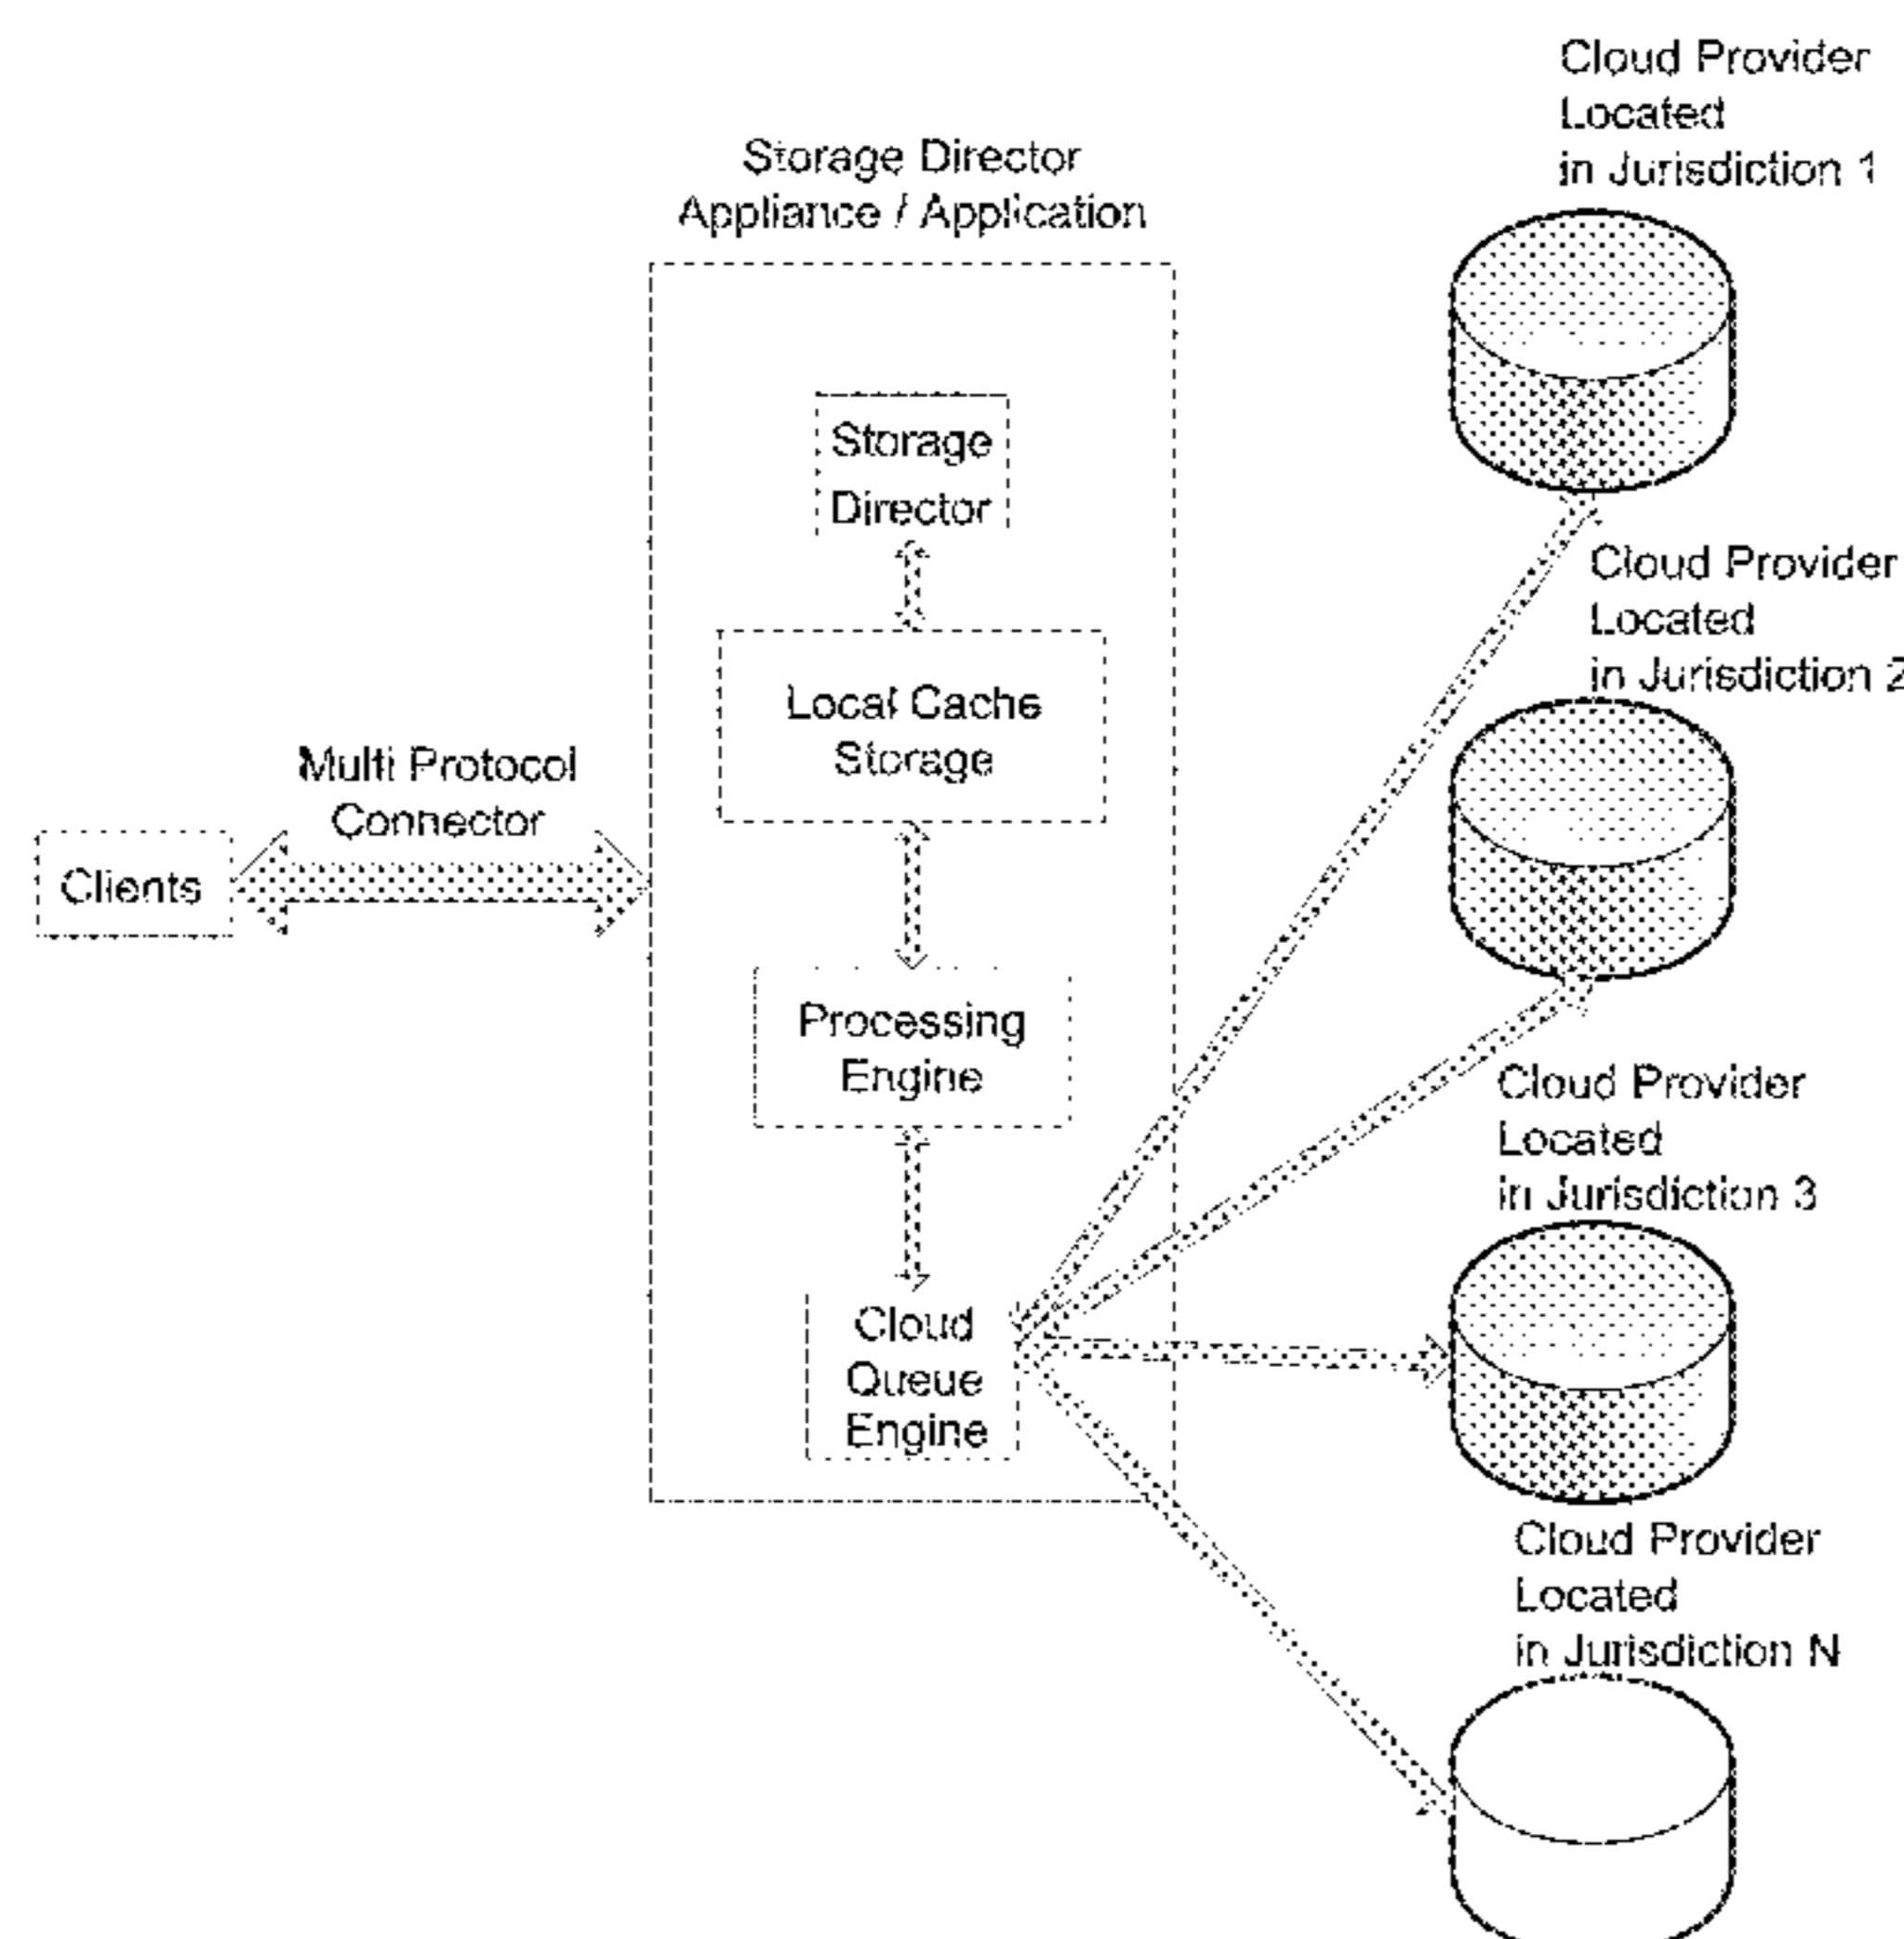 Cloud Provider
Located
in Jurisdiction 1
Storage Director
Appliance / Application
Storage
Director
Cloud Provider
Located
in Jurisdiction 2
Local Cache
Storage
Multi Protocol
Connector
Clients
Processing
Engine
Cloud Provider
Located
in Jurisdiction 3
Cloud
Queue
Engine
Cloud Provider
Located
in Jurisdiction N